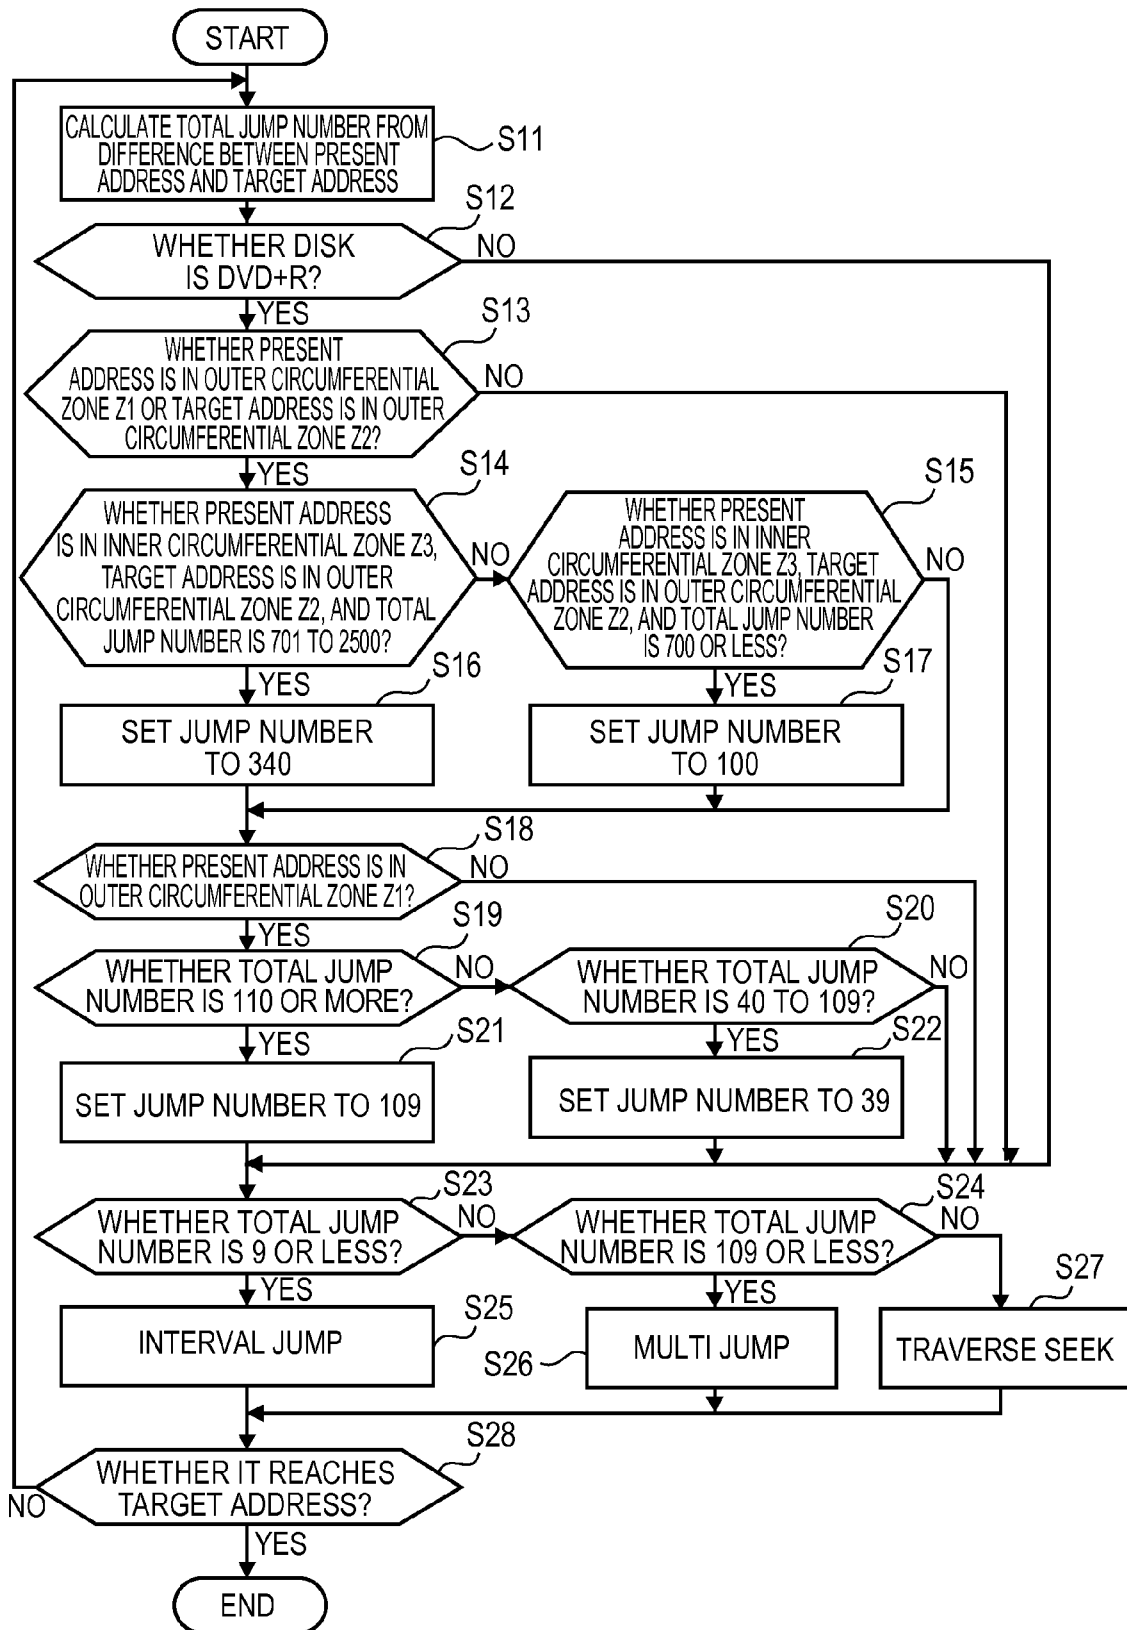 START
CALCULATE TOTAL JUMP NUMBER FROM
DIFFERENCE BETWEEN PRESENT
ADDRESS AND TARGET ADDRESS
S11
S12
WHETHER DISK
IS DVD+R?
NO
YES
S13
WHETHER PRESENT
ADDRESS IS IN OUTER CIRCUMFERENTIAL
ZONE Z1 OR TARGET ADDRESS IS IN OUTER
CIRCUMFERENTIAL ZONE Z2?
NO
YES
S14
WHETHER PRESENT ADDRESS
IS IN INNER CIRCUMFERENTIAL ZONE Z3,
TARGET ADDRESS IS IN OUTER
CIRCUMFERENTIAL ZONE Z2, AND TOTAL
JUMP NUMBER IS 701 TO 2500?
NO
S15
WHETHER PRESENT
ADDRESS IS IN INNER
CIRCUMFERENTIAL ZONE Z3, TARGET
ADDRESS IS IN OUTER CIRCUMFERENTIAL
ZONE Z2, AND TOTAL JUMP NUMBER
IS 700 OR LESS?
NO
YES
S16
SET JUMP NUMBER
TO 340
YES
S17
SET JUMP NUMBER
TO 100
S18
WHETHER PRESENT ADDRESS IS IN
OUTER CIRCUMFERENTIAL ZONE Z1?
NO
YES
S19
WHETHER TOTAL JUMP
NUMBER IS 110 OR MORE?
NO
S20
WHETHER TOTAL JUMP
NUMBER IS 40 TO 109?
NO
YES
S21
SET JUMP NUMBER TO 109
YES
S22
SET JUMP NUMBER TO 39
S23
WHETHER TOTAL JUMP
NUMBER IS 9 OR LESS?
NO
S24
WHETHER TOTAL JUMP
NUMBER IS 109 OR LESS?
NO
YES
S25
INTERVAL JUMP
YES
S26
MULTI JUMP
S27
TRAVERSE SEEK
S28
WHETHER IT REACHES
TARGET ADDRESS?
NO
YES
END